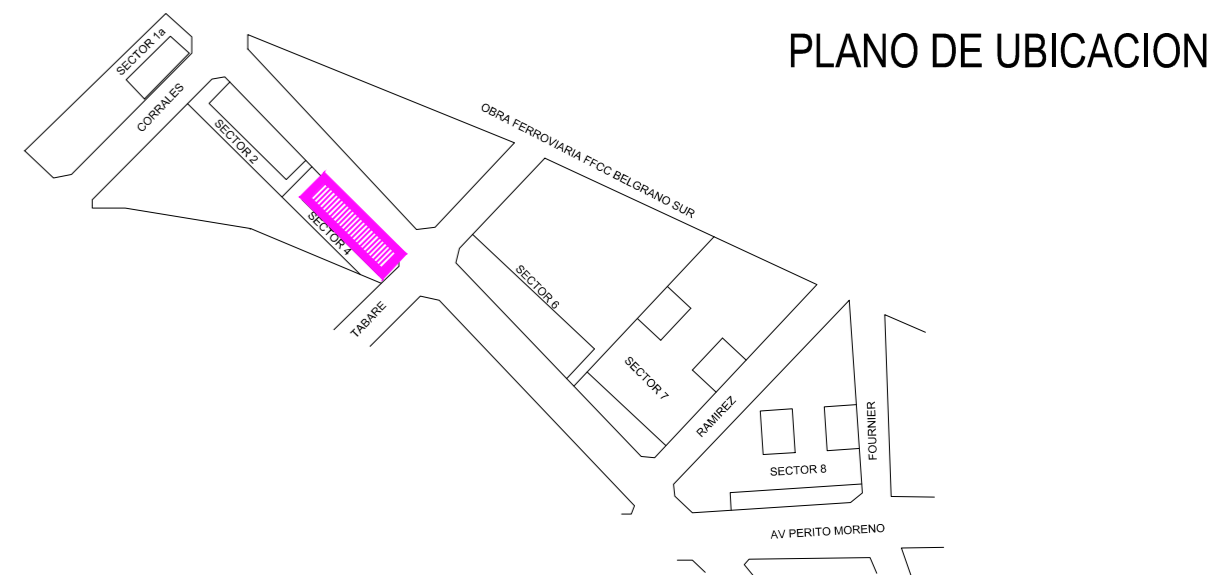 PLANO DE UBICACION
SECTOR 1a
CORRALES
SECTOR 2
OBRA FERROVIARIA FFCC BELGRANO SUR
SECTOR 4
TABARE
SECTOR 6
SECTOR 7
RAMIREZ
FOURNIER
SECTOR 8
AV PERITO MORENO